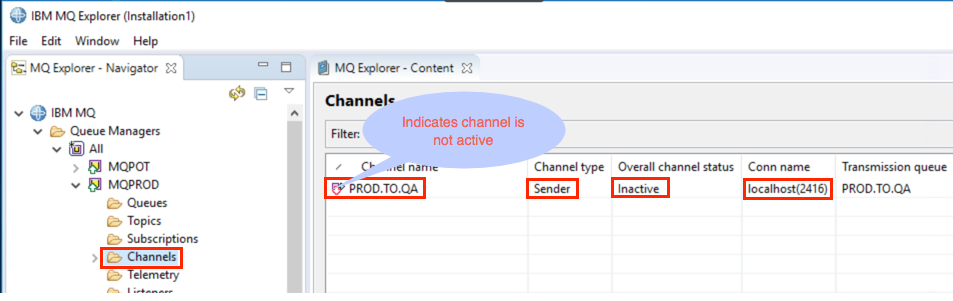 IBM MQ Explorer (Installation1)
File Edit Window Help
MQ Explorer - Navigator
IBM MQ
Queue Managers
All
MQPOT
MQPROD
Queues
Topics
Subscriptions
Channels
Telemetry
Listeners
MQ Explorer - Content
Channels
Filter:
Indicates channel is
not active
Channel name Channel type Overall channel status Conn name Transmission queue
PROD.TO.QA Sender Inactive localhost(2416) PROD.TO.QA